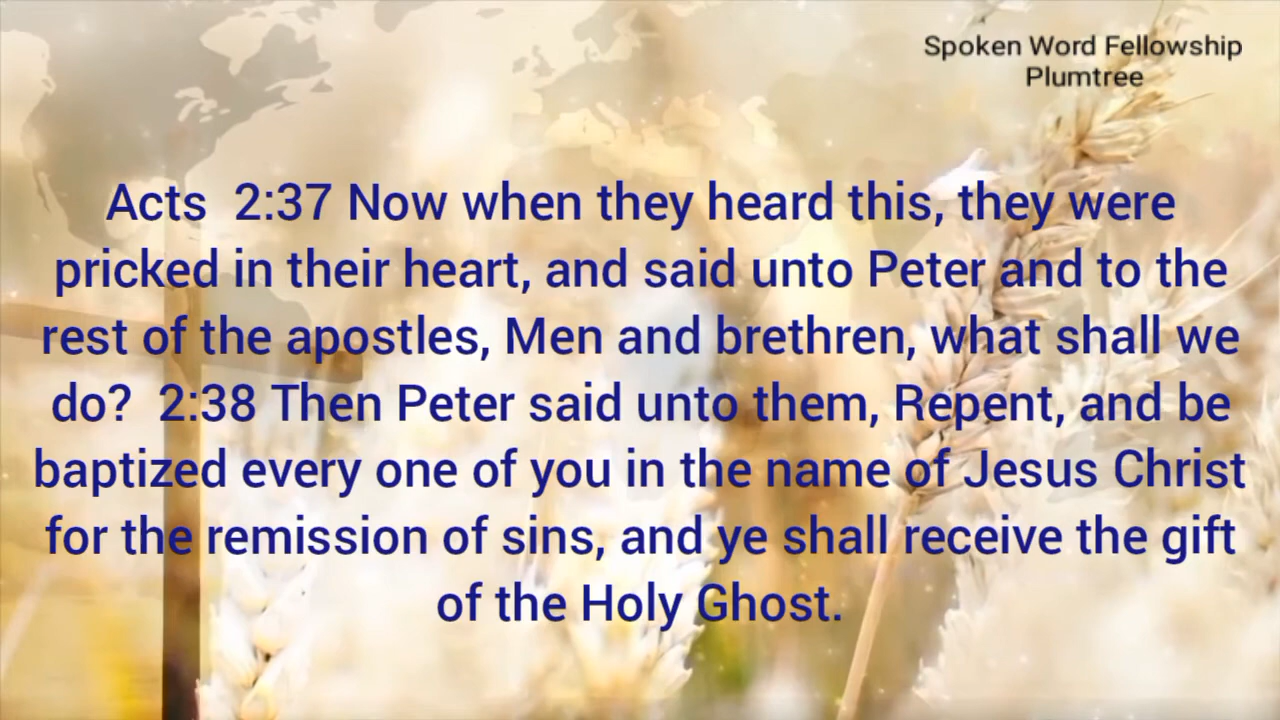 Spoken Word Fellowship
Plumtree
Acts  2:37 Now when they heard this, they were
pricked in their heart, and said unto Peter and to the
rest of the apostles, Men and brethren, what shall we
do?  2:38 Then Peter said unto them, Repent, and be
baptized every one of you in the name of Jesus Christ
for the remission of sins, and ye shall receive the gift
of the Holy Ghost.